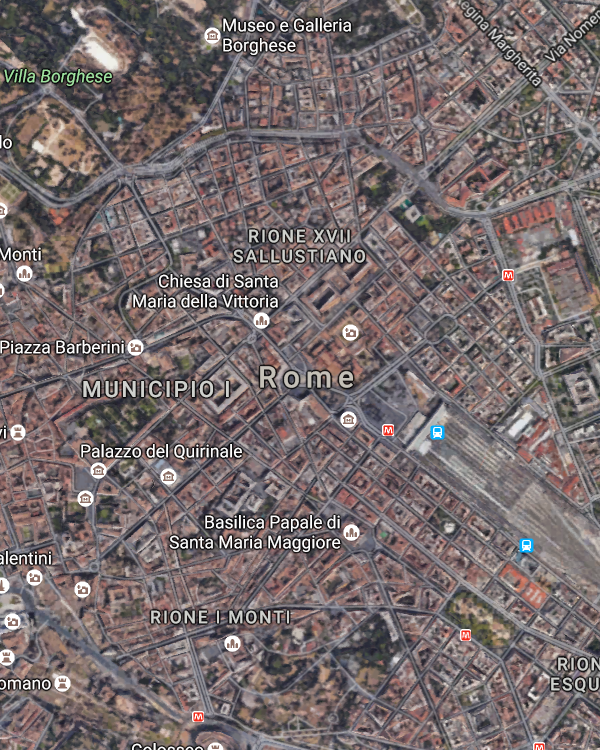 Museo e Galleria
Borghese
Villa Borghese
egina Margherita
Via Nomen
lo
RIONE XVII
SALLUSTIANO
Monti
Chiesa di Santa
Maria della Vittoria
Piazza Barberini
Rome
MUNICIPIO I
vi
M
M
Palazzo del Quirinale
Basilica Papale di
Santa Maria Maggiore
alentini
RIONE I MONTI
M
RION
ESQU
omano
M
Colosseo
M